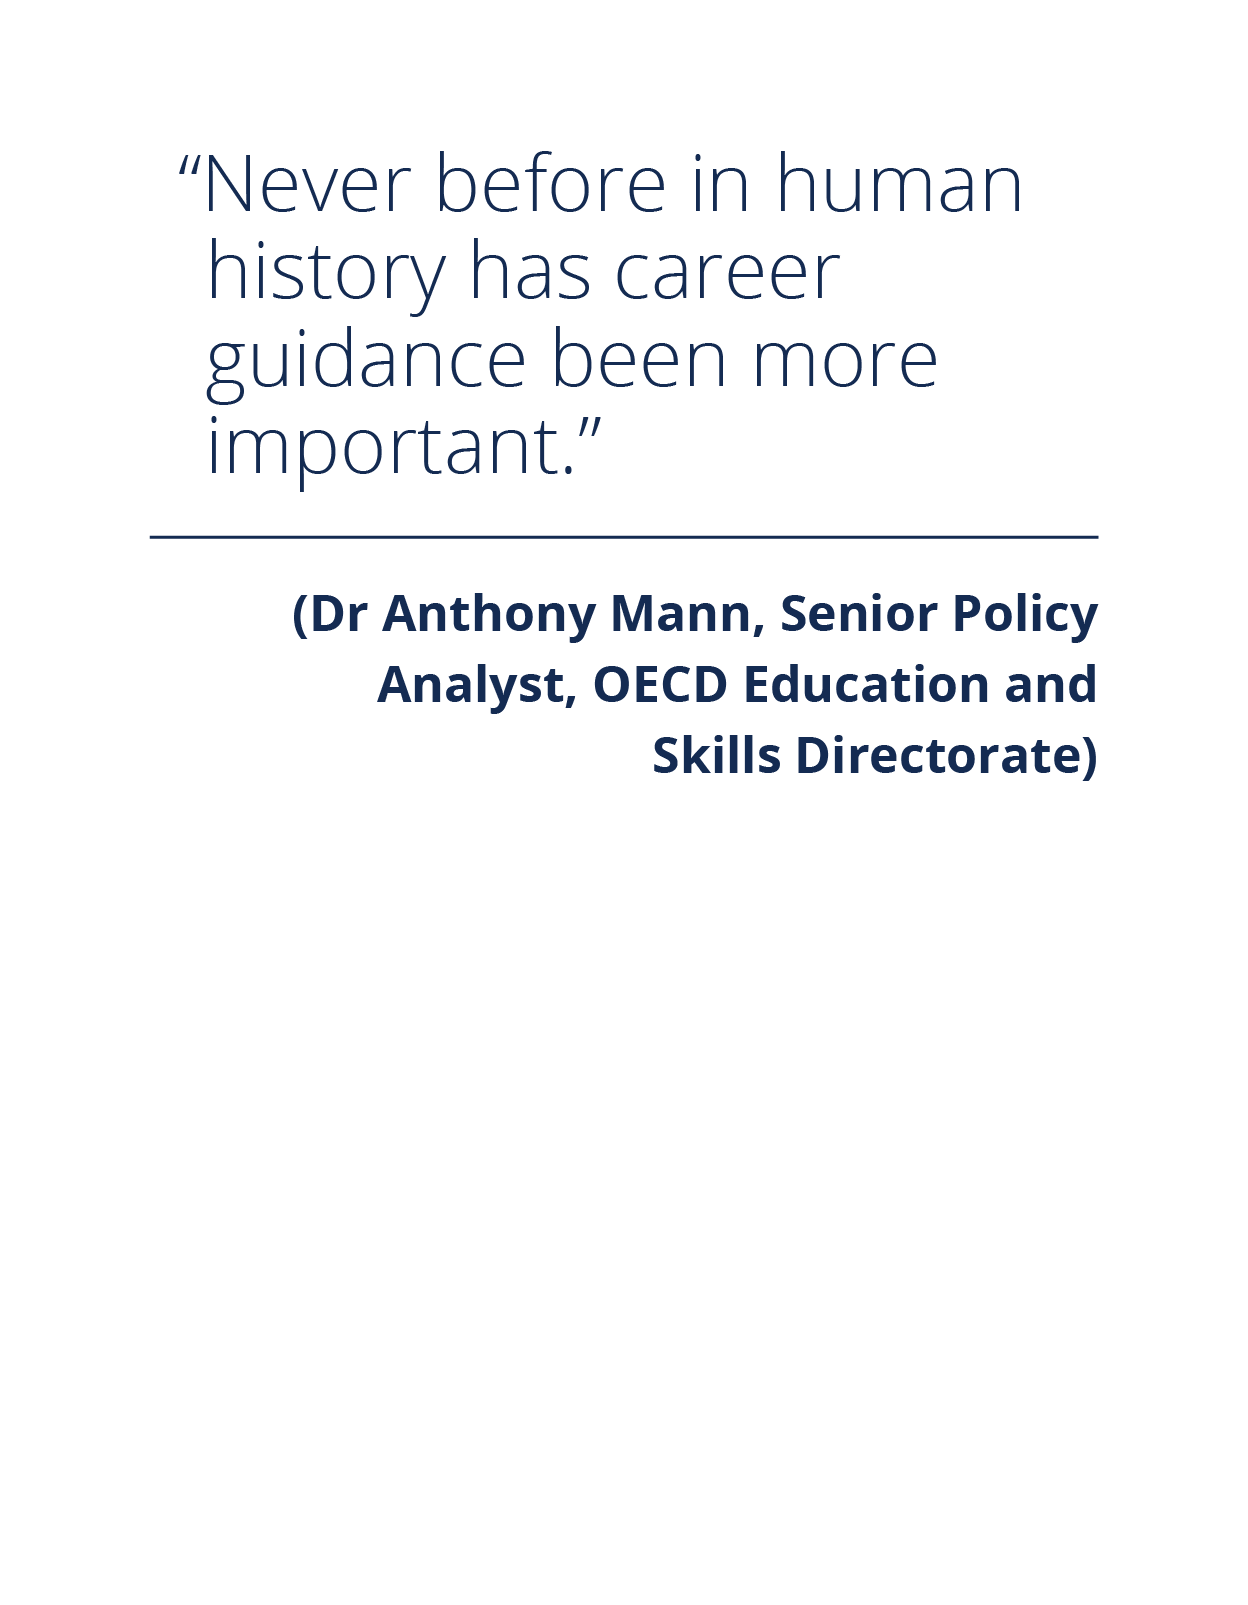 “Never before in human
history has career
guidance been more
important.”
(Dr Anthony Mann, Senior Policy
Analyst, OECD Education and
Skills Directorate)